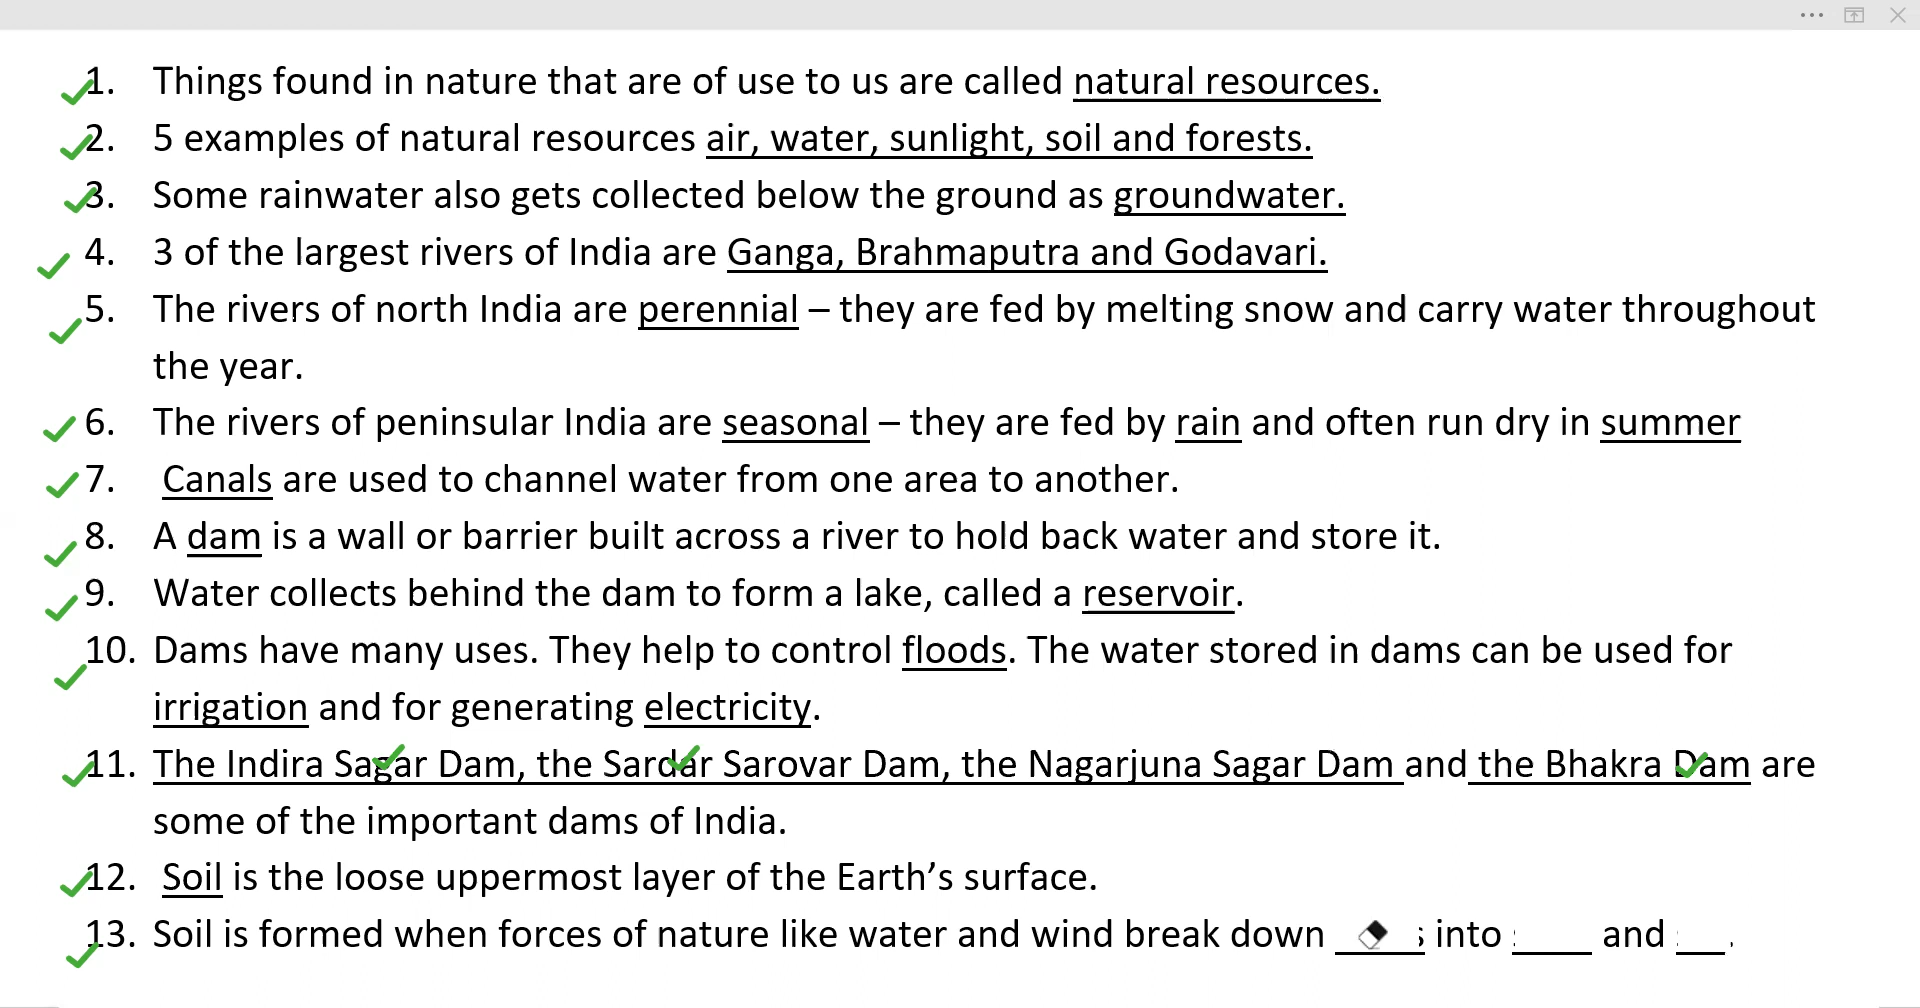 1. Things found in nature that are of use to us are called natural resources.
2. 5 examples of natural resources air, water, sunlight, soil and forests.
3. Some rainwater also gets collected below the ground as groundwater.
4. 3 of the largest rivers of India are Ganga, Brahmaputra and Godavari.
5. The rivers of north India are perennial – they are fed by melting snow and carry water throughout
the year.
6. The rivers of peninsular India are seasonal – they are fed by rain and often run dry in summer
7. Canals are used to channel water from one area to another.
8. A dam is a wall or barrier built across a river to hold back water and store it.
9. Water collects behind the dam to form a lake, called a reservoir.
10. Dams have many uses. They help to control floods. The water stored in dams can be used for
irrigation and for generating electricity.
11. The Indira Sagar Dam, the Sardar Sarovar Dam, the Nagarjuna Sagar Dam and the Bhakra Dam are
some of the important dams of India.
12. Soil is the loose uppermost layer of the Earth’s surface.
13. Soil is formed when forces of nature like water and wind break down into and .